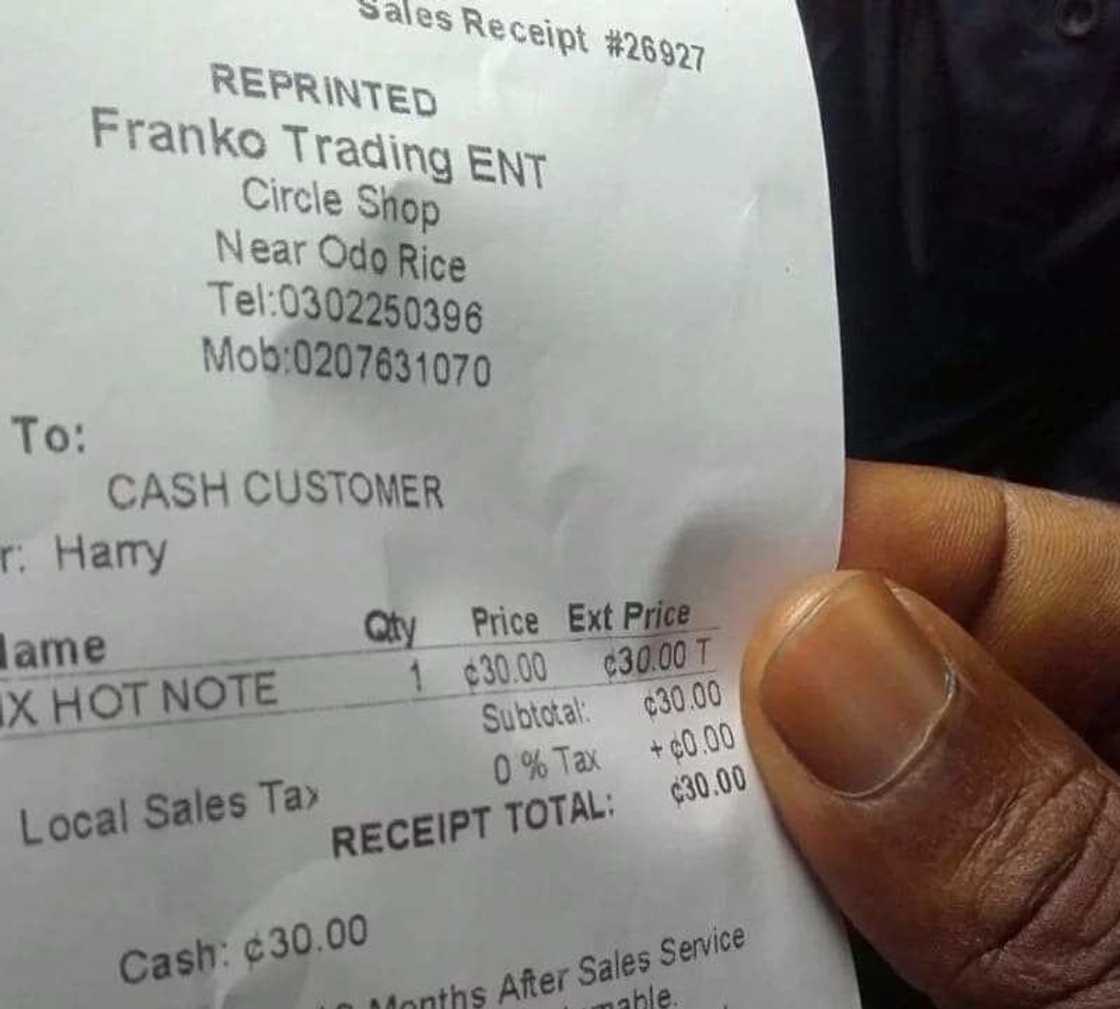 Sales Receipt #26927
REPRINTED
Franko Trading ENT
Circle Shop
Near Odo Rice
Tel:0302250396
Mob:0207631070
To:
CASH CUSTOMER
r: Harry
ame Qty Price Ext Price
X HOT NOTE 1 ¢30.00 ¢30.00 T
Subtotal: ¢30.00
Local Sales Tax 0 % Tax + ¢0.00
RECEIPT TOTAL: ¢30.00
Cash: ¢30.00
Months After Sales Service